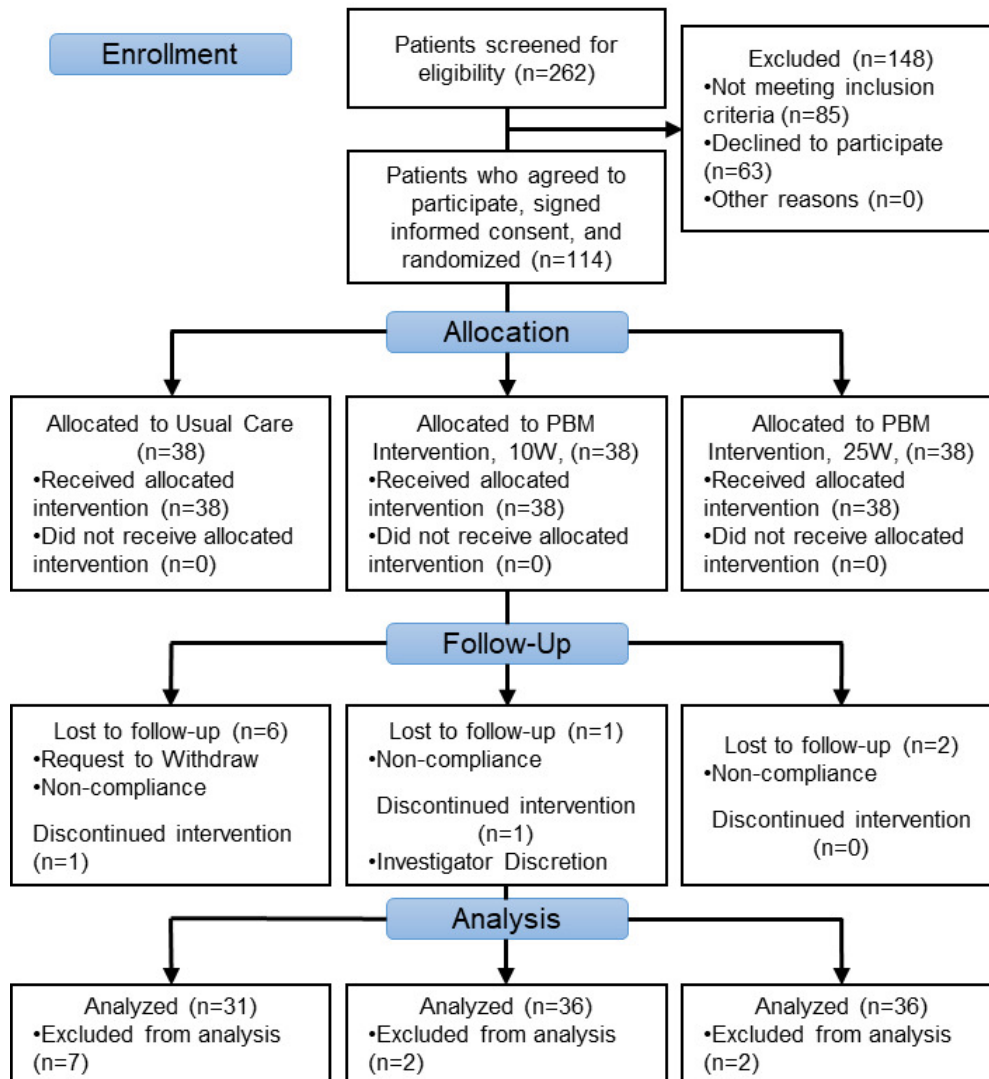 Enrollment
Patients screened for
eligibility (n=262)
Excluded (n=148)
•Not meeting inclusion
criteria (n=85)
•Declined to participate
(n=63)
•Other reasons (n=0)
Patients who agreed to
participate, signed
informed consent, and
randomized (n=114)
Allocation
Allocated to Usual Care
(n=38)
•Received allocated
intervention (n=38)
•Did not receive allocated
intervention (n=0)
Allocated to PBM
Intervention, 10W, (n=38)
•Received allocated
intervention (n=38)
•Did not receive allocated
intervention (n=0)
Allocated to PBM
Intervention, 25W, (n=38)
•Received allocated
intervention (n=38)
•Did not receive allocated
intervention (n=0)
Follow-Up
Lost to follow-up (n=6)
•Request to Withdraw
•Non-compliance
Discontinued intervention
(n=1)
Lost to follow-up (n=1)
•Non-compliance
Discontinued intervention
(n=1)
•Investigator Discretion
Lost to follow-up (n=2)
•Non-compliance
Discontinued intervention
(n=0)
Analysis
Analyzed (n=31)
•Excluded from analysis
(n=7)
Analyzed (n=36)
•Excluded from analysis
(n=2)
Analyzed (n=36)
•Excluded from analysis
(n=2)